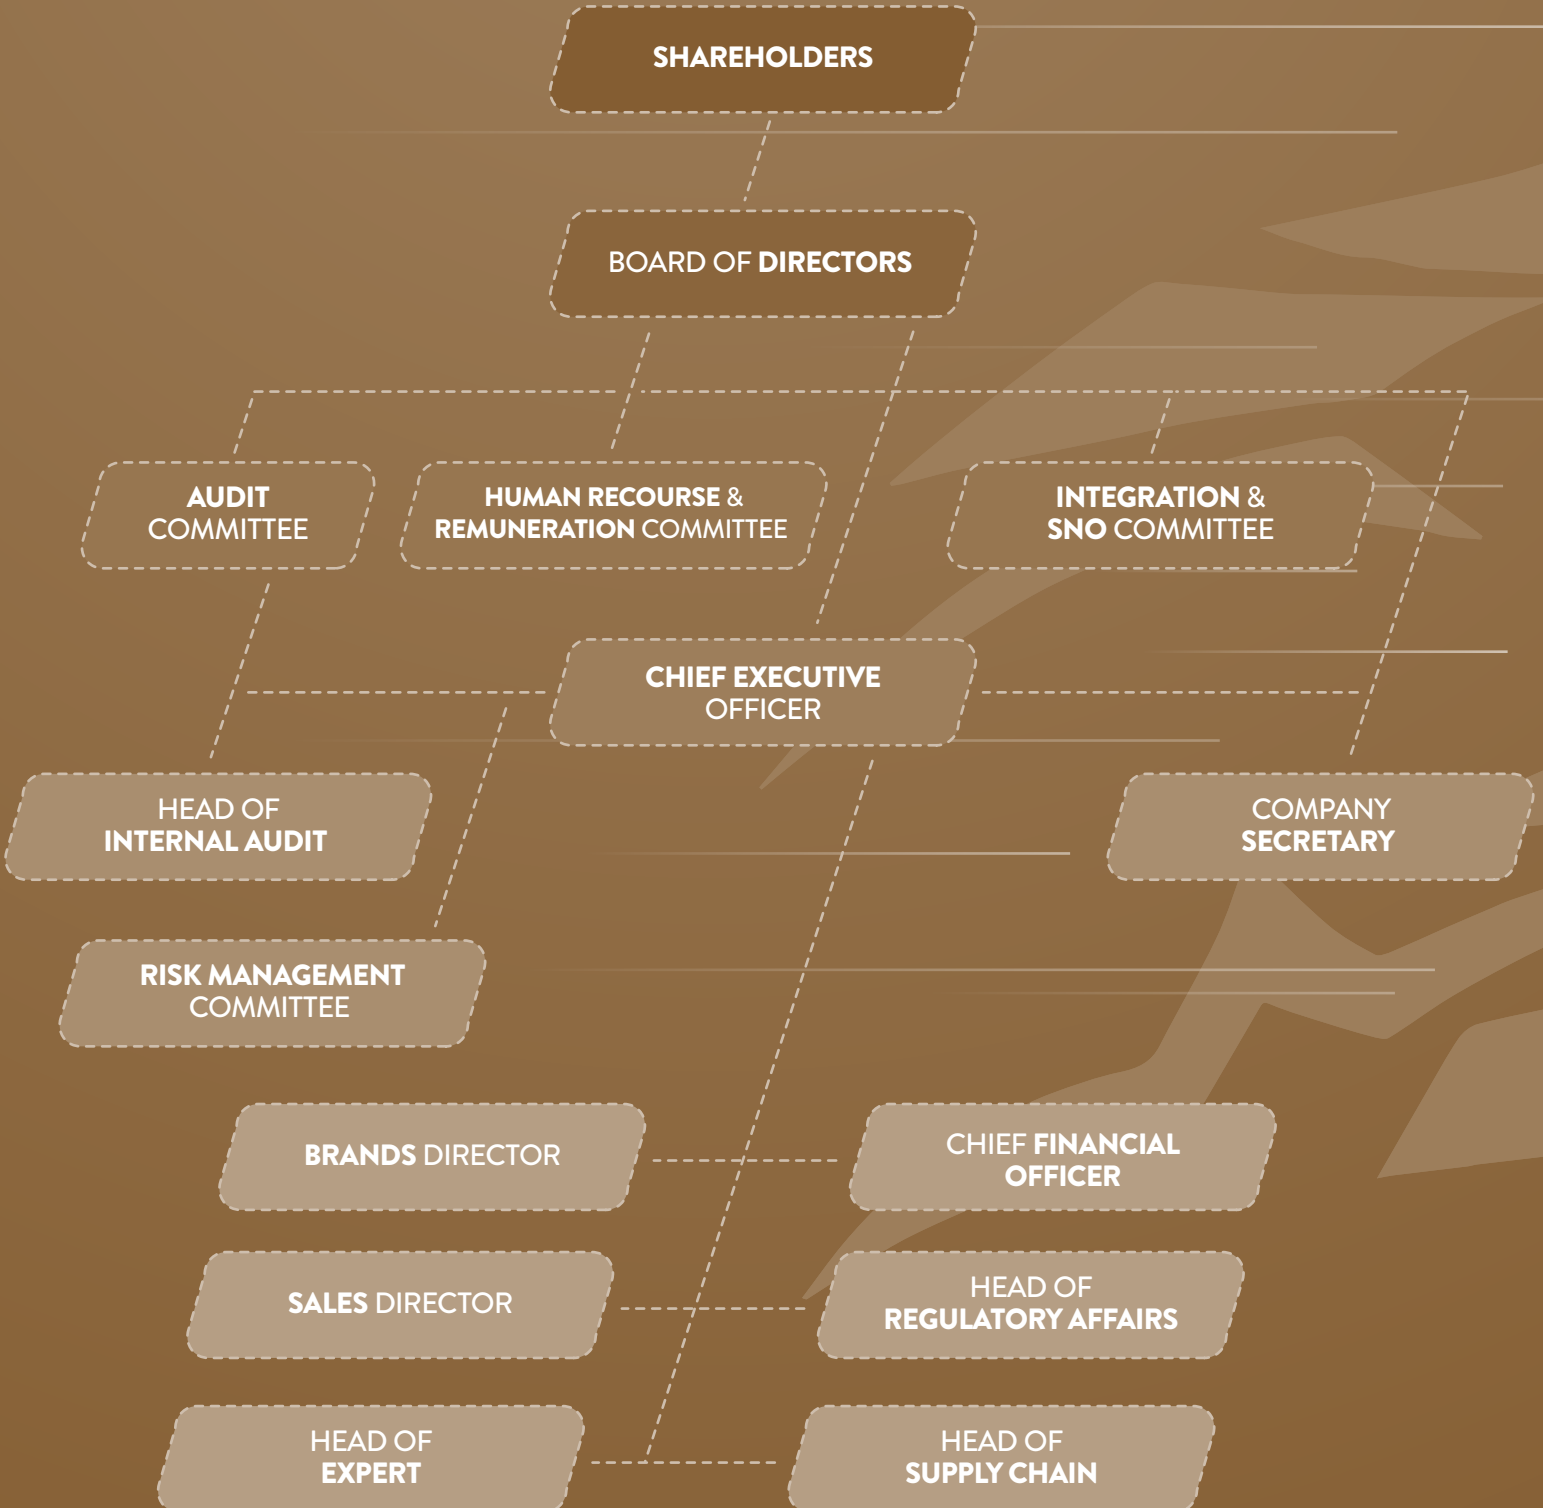 SHAREHOLDERS
BOARD OF DIRECTORS
AUDIT
COMMITTEE
HUMAN RECOURSE &
REMUNERATION COMMITTEE
INTEGRATION &
SNO COMMITTEE
CHIEF EXECUTIVE
OFFICER
HEAD OF
INTERNAL AUDIT
COMPANY
SECRETARY
RISK MANAGEMENT
COMMITTEE
BRANDS DIRECTOR
CHIEF FINANCIAL
OFFICER
SALES DIRECTOR
HEAD OF
REGULATORY AFFAIRS
HEAD OF
EXPERT
HEAD OF
SUPPLY CHAIN